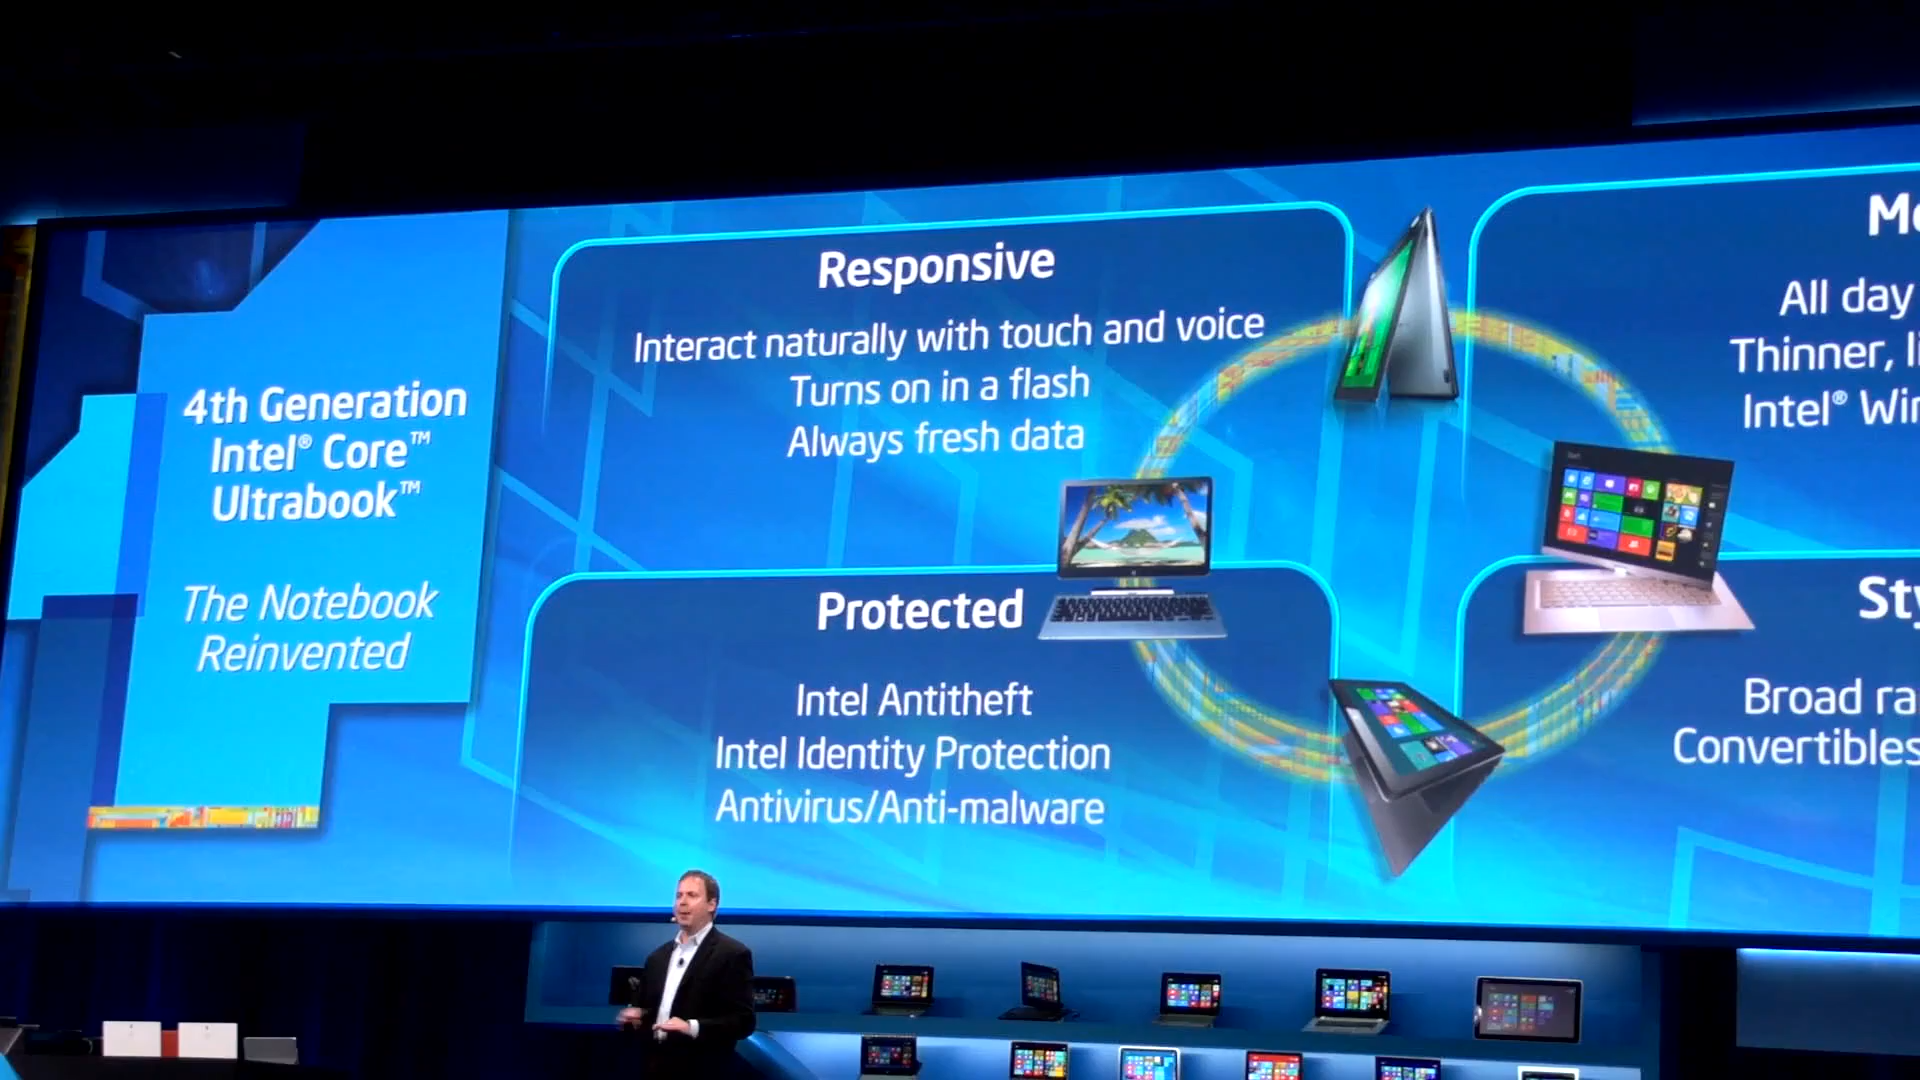 4th Generation
Intel® Core™
Ultrabook™
The Notebook
Reinvented
Responsive
Interact naturally with touch and voice
Turns on in a flash
Always fresh data
Protected
Intel Antitheft
Intel Identity Protection
Antivirus/Anti-malware
All day
Thinner,
Intel®
Broad
Convertibles